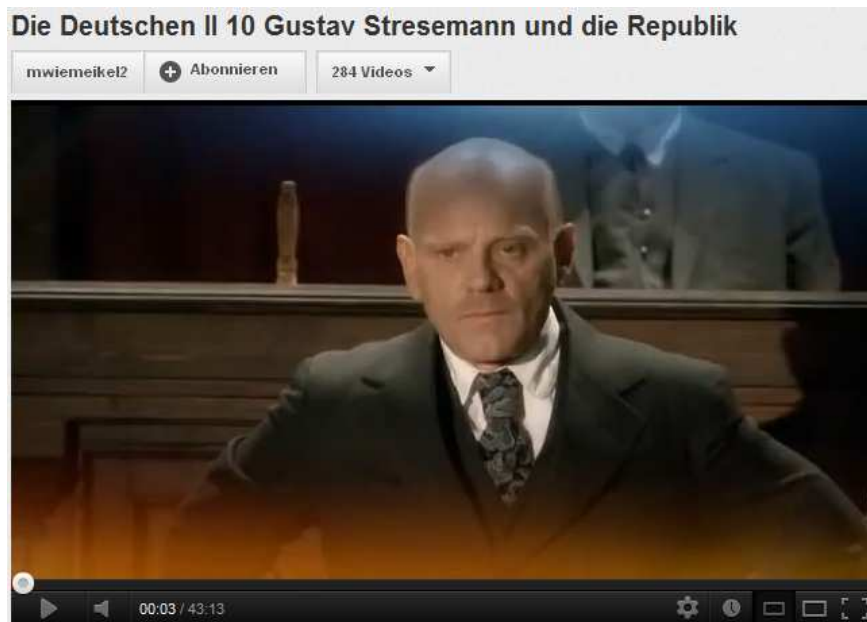 Die Deutschen II 10 Gustav Stresemann und die Republik
mwiemeikel2 Abonnieren 284 Videos
00:03 / 43:13